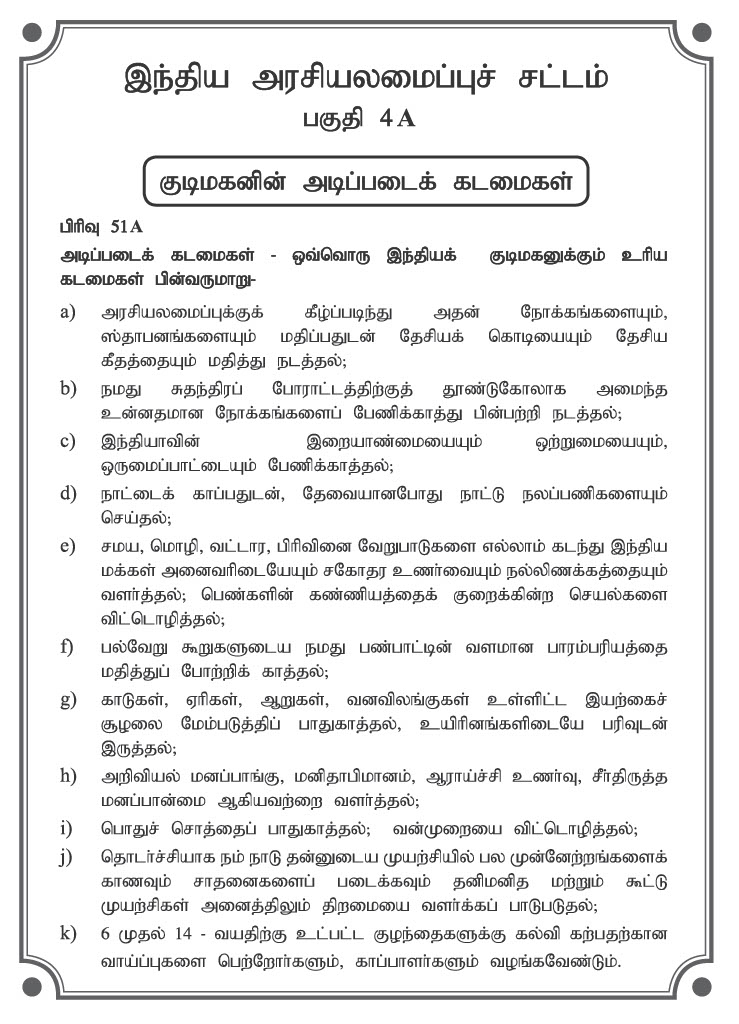 இந்திய அரசியலமைப்புச் சட்டம்
பகுதி 4A
குடிமகனின் அடிப்படைக் கடமைகள்
பிரிவு 51A
அடிப்படைக் கடமைகள் - ஒவ்வொரு இந்தியக் குடிமகனுக்கும் உரிய
கடமைகள் பின்வருமாறு-
a) அரசியலமைப்புக்குக் கீழ்ப்படிந்து அதன் நோக்கங்களையும்,
ஸ்தாபனங்களையும் மதிப்பதுடன் தேசியக் கொடியையும் தேசிய
கீதத்தையும் மதித்து நடத்தல்;
b) நமது சுதந்திரப் போராட்டத்திற்குத் தூண்டுகோலாக அமைந்த
உன்னதமான நோக்கங்களைப் பேணிக்காத்து பின்பற்றி நடத்தல்;
c) இந்தியாவின் இறையாண்மையையும் ஒற்றுமையையும்,
ஒருமைப்பாட்டையும் பேணிக்காத்தல்;
d) நாட்டைக் காப்பதுடன், தேவையானபோது நாட்டு நலப்பணிகளையும்
செய்தல்;
e) சமய, மொழி, வட்டார, பிரிவினை வேறுபாடுகளை எல்லாம் கடந்து இந்திய
மக்கள் அனைவரிடையேயும் சகோதர உணர்வையும் நல்லிணக்கத்தையும்
வளர்த்தல்; பெண்களின் கண்ணியத்தைக் குறைக்கின்ற செயல்களை
விட்டொழித்தல்;
f) பல்வேறு கூறுகளுடைய நமது பண்பாட்டின் வளமான பாரம்பரியத்தை
மதித்துப் போற்றிக் காத்தல்;
g) காடுகள், ஏரிகள், ஆறுகள், வனவிலங்குகள் உள்ளிட்ட இயற்கைச்
சூழலை மேம்படுத்திப் பாதுகாத்தல், உயிரினங்களிடையே பரிவுடன்
இருத்தல்;
h) அறிவியல் மனப்பாங்கு, மனிதாபிமானம், ஆராய்ச்சி உணர்வு, சீர்திருத்த
மனப்பான்மை ஆகியவற்றை வளர்த்தல்;
i) பொதுச் சொத்தைப் பாதுகாத்தல்; வன்முறையை விட்டொழித்தல்;
j) தொடர்ச்சியாக நம் நாடு தன்னுடைய முயற்சியில் பல முன்னேற்றங்களைக்
காணவும் சாதனைகளைப் படைக்கவும் தனிமனித மற்றும் கூட்டு
முயற்சிகள் அனைத்திலும் திறமையை வளர்க்கப் பாடுபடுதல்;
k) 6 முதல் 14 - வயதிற்கு உட்பட்ட குழந்தைகளுக்கு கல்வி கற்பதற்கான
வாய்ப்புகளை பெற்றோர்களும், காப்பாளர்களும் வழங்கவேண்டும்.